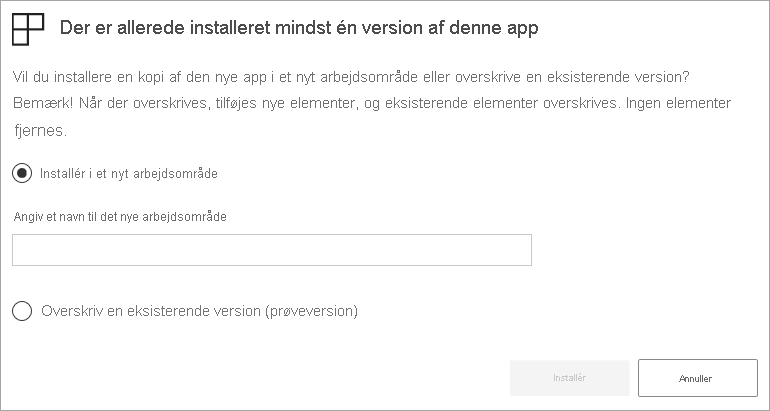 Der er allerede installeret mindst én version af denne app
Vil du installere en kopi af den nye app i et nyt arbejdsområde eller overskrive en eksisterende version?
Bemærk! Når der overskrives, tilføjes nye elementer, og eksisterende elementer overskrives. Ingen elementer
fjernes.
Installér i et nyt arbejdsområde
Angiv et navn til det nye arbejdsområde
Overskriv en eksisterende version (prøveversion)
Installér
Annuller